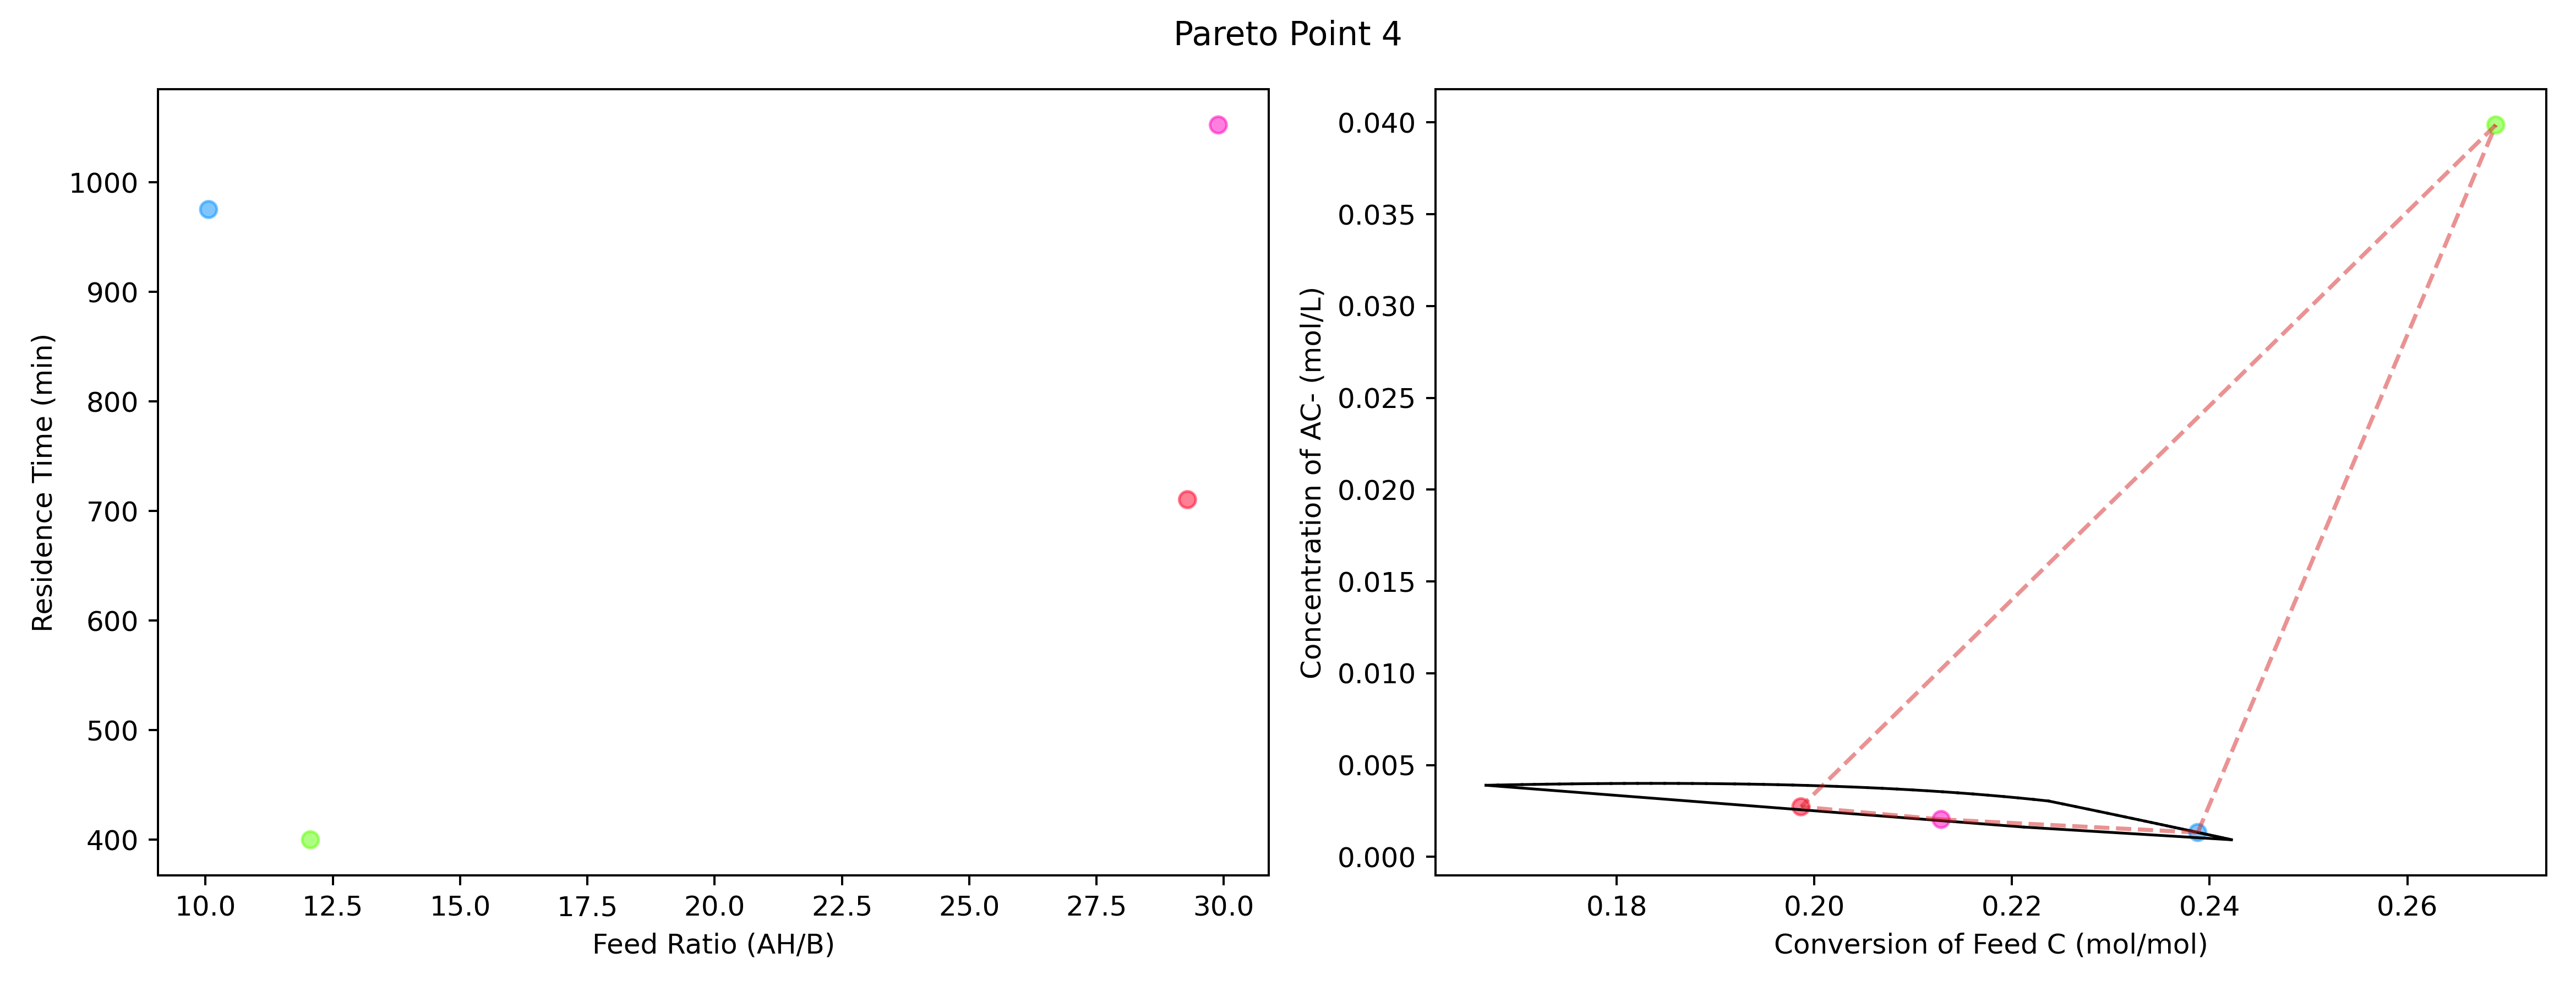 Pareto Point 4
Residence Time (min)
1000
900
800
700
600
500
400
10.0 12.5 15.0 17.5 20.0 22.5 25.0 27.5 30.0
Feed Ratio (AH/B)
Concentration of AC- (mol/L)
0.040
0.035
0.030
0.025
0.020
0.015
0.010
0.005
0.000
0.18 0.20 0.22 0.24 0.26
Conversion of Feed C (mol/mol)